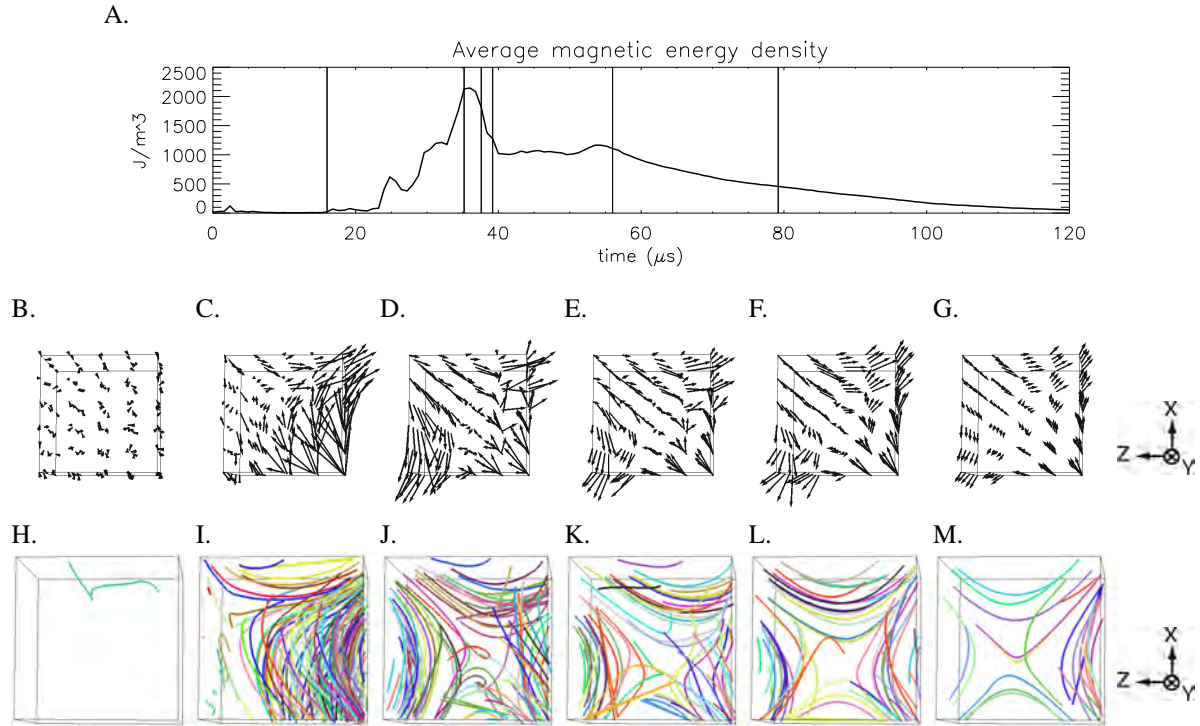 A.
Average magnetic energy density
2500
2000
1500
1000
500
0
J/m^3
0 20 40 60 80 100 120
time (μs)
B. C. D. E. F. G.
X
Z
Y
H. I. J. K. L. M.
X
Z
Y